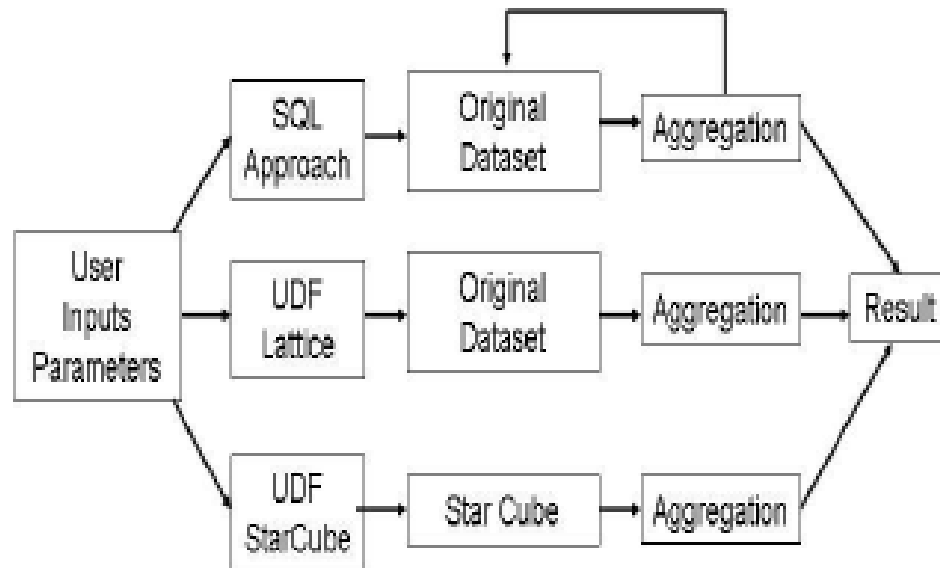 SQL
Approach
Original
Dataset
Aggregation
User
Inputs
Parameters
UDF
Lattice
Original
Dataset
Aggregation
Result
UDF
StarCube
Star Cube
Aggregation